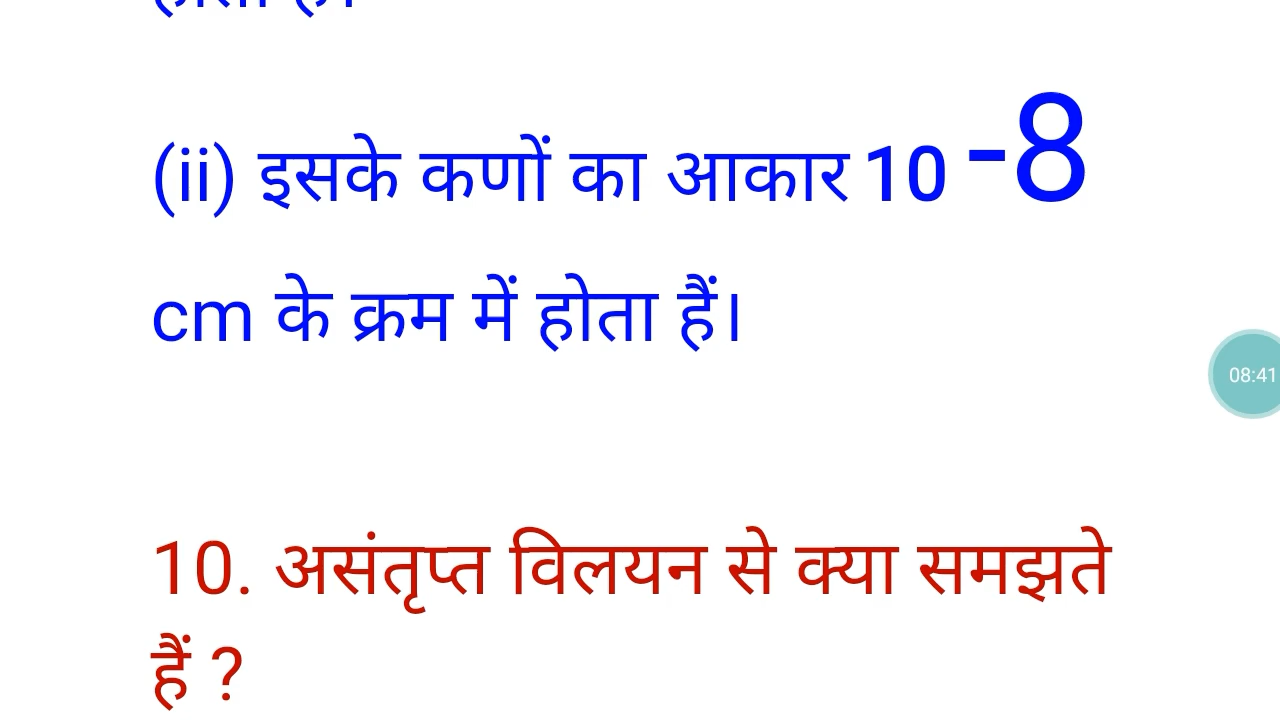 होता है।
(ii) इसके कणों का आकार 10 -8
cm के क्रम में होता हैं।
08:41
10. असंतृप्त विलयन से क्या समझते
हैं ?